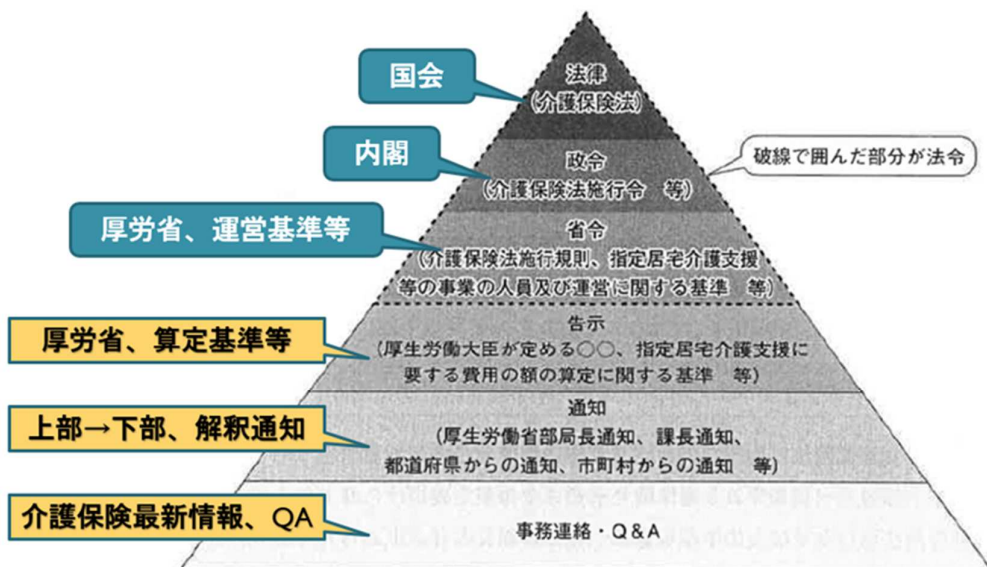 国会
法律
(介護保険法)
内閣
政令
(介護保険法施行令 等)
破線で囲んだ部分が法令
厚労省、運営基準等
省令
(介護保険法施行規則、指定居宅介護支援
等の事業の人員及び運営に関する基準 等)
厚労省、算定基準等
告示
(厚生労働大臣が定める○○、指定居宅介護支援に
要する費用の額の算定に関する基準 等)
上部→下部、解釈通知
通知
(厚生労働省部局長通知、課長通知、
都道府県からの通知、市町村からの通知 等)
介護保険最新情報、QA
事務連絡・Q&A